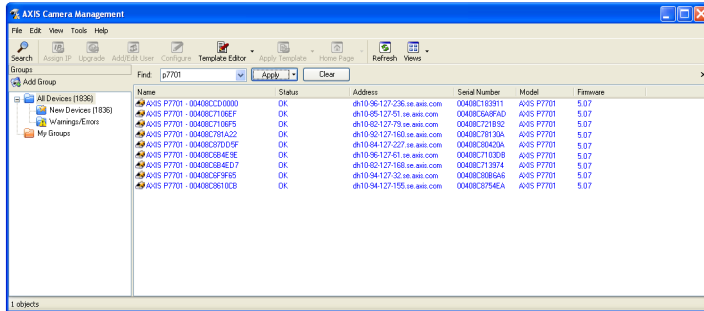 AXIS Camera Management
File Edit View Tools Help
Search Assign IP Upgrade Add/Edit User Configure Template Editor Apply Template Home Page Refresh Views
Groups
Find: p7701 Apply Clear x
Add Group
Name Status Address Serial Number Model Firmware
All Devices (1836)
New Devices (1836)
Warnings/Errors
My Groups
AXIS P7701 - 00408CCD0000 OK dh10-96-127-236.se.axis.com 00408C183911 AXIS P7701 5.07
AXIS P7701 - 00408C7106EF OK dh10-85-127-51.se.axis.com 00408C6A8FAD AXIS P7701 5.07
AXIS P7701 - 00408C7106F5 OK dh10-82-127-79.se.axis.com 00408C721B92 AXIS P7701 5.07
AXIS P7701 - 00408C781A22 OK dh10-92-127-160.se.axis.com 00408C78130A AXIS P7701 5.07
AXIS P7701 - 00408C87DD5F OK dh10-84-127-227.se.axis.com 00408C80420A AXIS P7701 5.07
AXIS P7701 - 00408C6B4E9E OK dh10-96-127-61.se.axis.com 00408C7103DB AXIS P7701 5.07
AXIS P7701 - 00408C6B4ED7 OK dh10-82-127-168.se.axis.com 00408C713974 AXIS P7701 5.07
AXIS P7701 - 00408C6F9F65 OK dh10-94-127-32.se.axis.com 00408C80B6A6 AXIS P7701 5.07
AXIS P7701 - 00408C8610CB OK dh10-94-127-155.se.axis.com 00408C8754EA AXIS P7701 5.07
1 objects